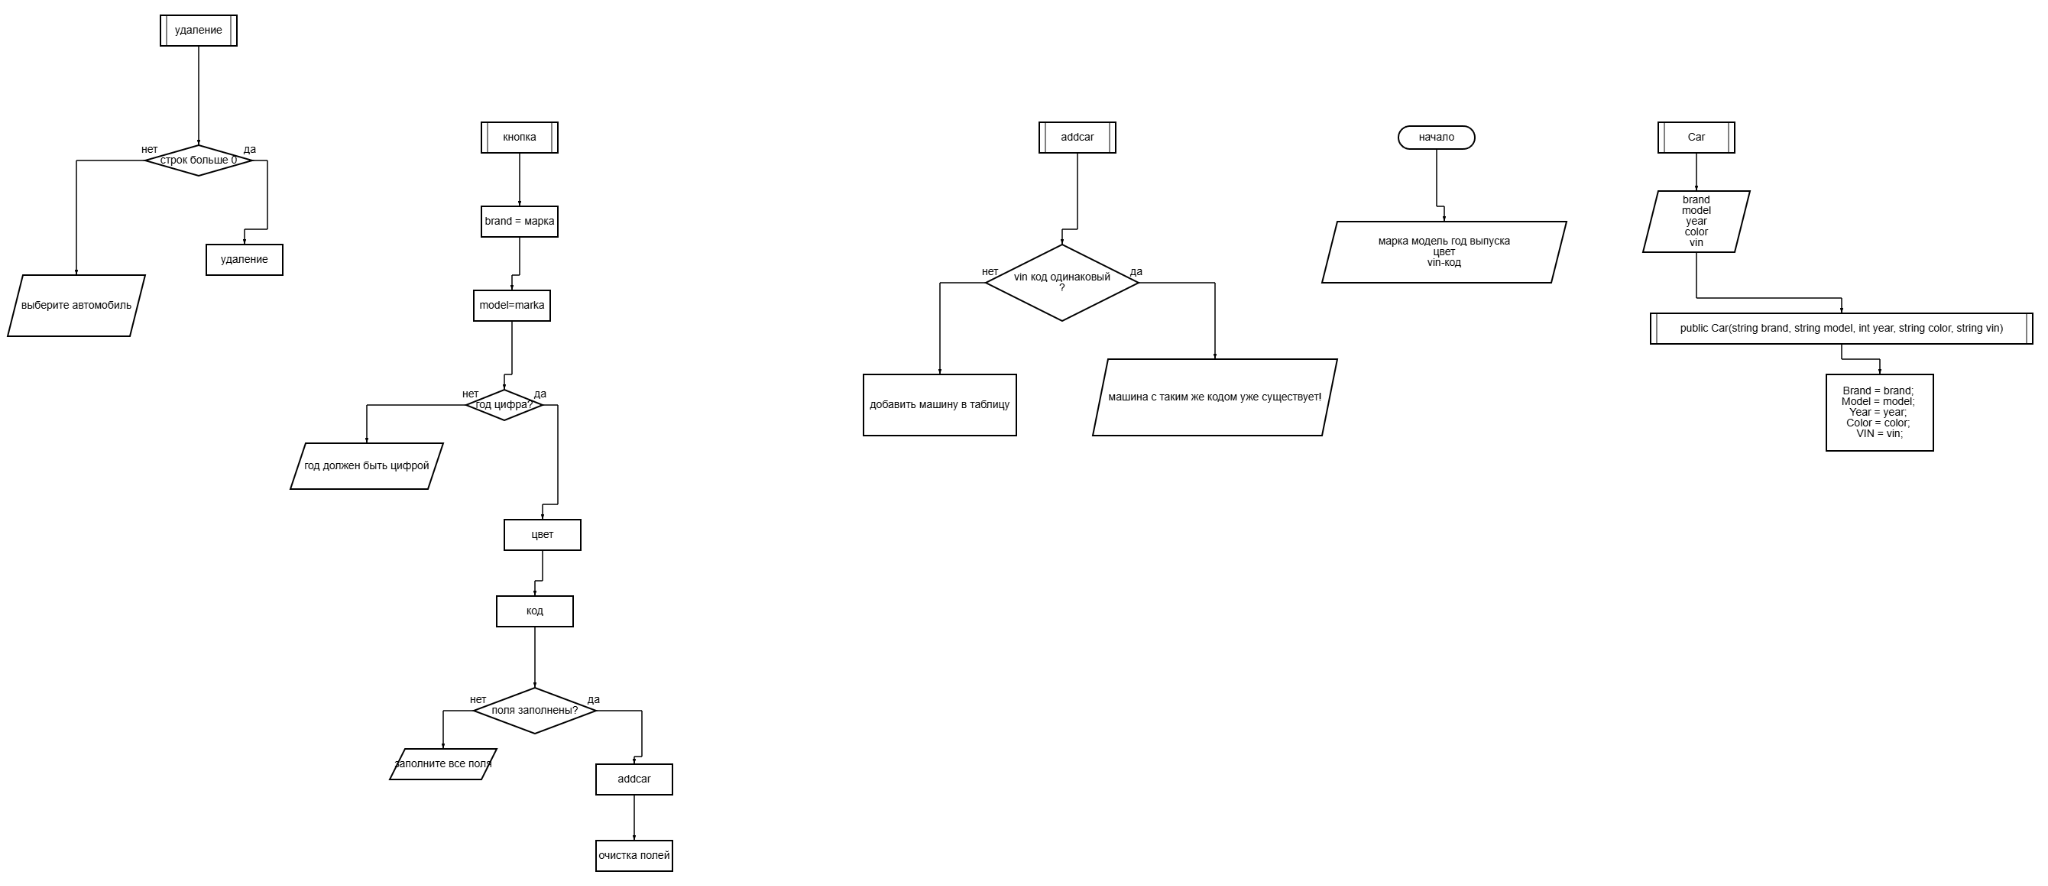 удаление
строк больше 0
нет
да
удаление
выберите автомобиль
кнопка
brand = марка
model=marka
год цифра?
нет
да
год должен быть цифрой
цвет
код
поля заполнены?
нет
да
заполните все поля
addcar
очистка полей
addcar
vin код одинаковый
?
нет
да
добавить машину в таблицу
машина с таким же кодом уже существует!
начало
марка модель год выпуска
цвет
vin-код
Car
brand
model
year
color
vin
public Car(string brand, string model, int year, string color, string vin)
Brand = brand;
Model = model;
Year = year;
Color = color;
VIN = vin;